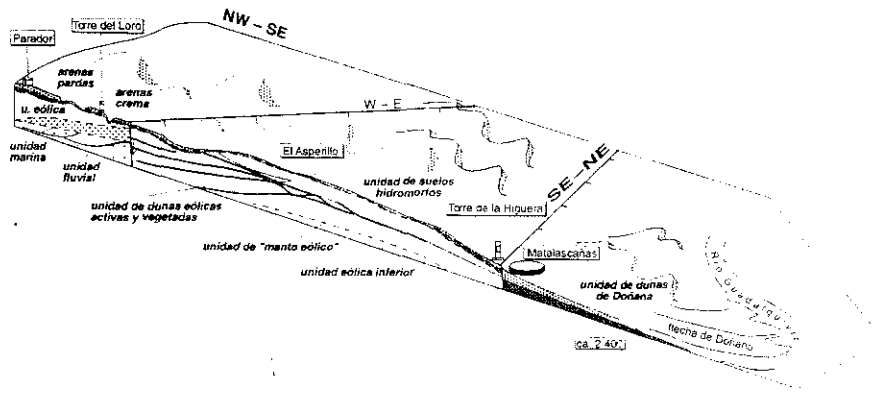 NW - SE
Torre del Loro
Parador
arenas
pardas
arenas
crema
u. eólica
W - E
El Asperillo
unidad
marina
unidad
fluvial
unidad de suelos
hidromorfos
SE-NE
unidad de dunas eólicas
activas y vegetadas
Torre de la Higuera
unidad de "manto eólico"
Matalascañas
unidad eólica inferior
unidad de dunas
de Doñana
Río Guadalquivir
flecha de Doñana